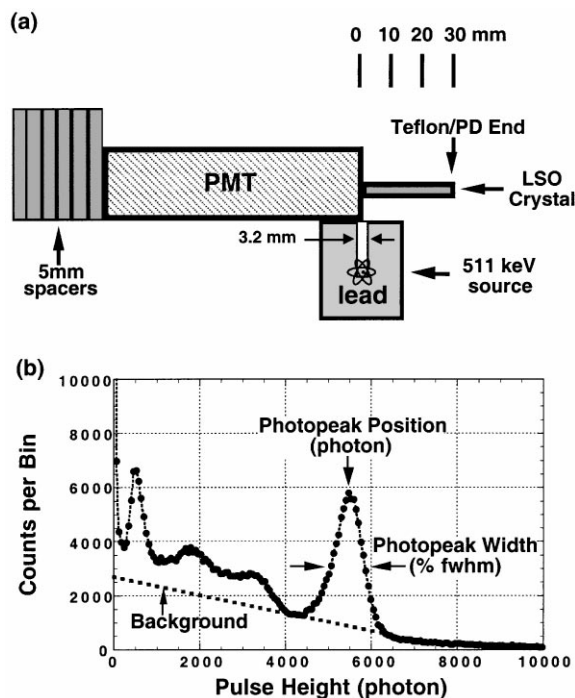 (a)
0 10 20 30 mm
Teflon/PD End
PMT
LSO
Crystal
3.2 mm
5mm
spacers
lead
511 keV
source
(b)
10000
8000
6000
4000
2000
0
Counts per Bin
Photopeak Position
(photon)
Photopeak Width
(% fwhm)
Background
0 2000 4000 6000 8000 10000
Pulse Height (photon)